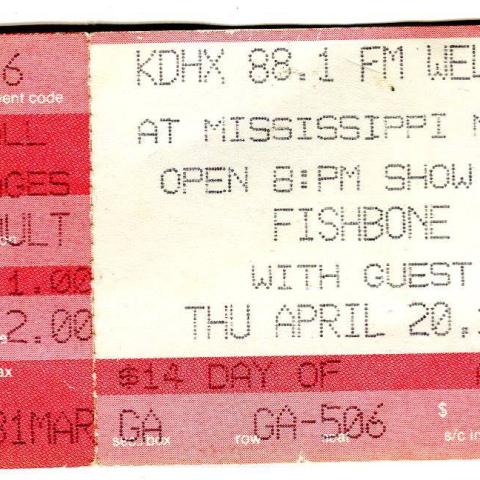 6 KDHX 88.1 FM WEL
ent code
AT MISSISSIPPI M
LL
OPEN 8:PM SHOW
GES
FISHBONE
ULT
WITH GUEST
1.00
THU APRIL 20,
2.00
$14 DAY OF A
ax
31MAR GA GA-506 $
sec./box row seat s/c in